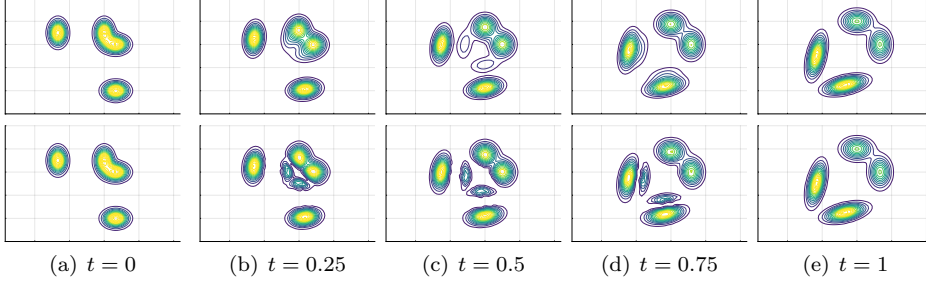 (a) t = 0 (b) t = 0.25 (c) t = 0.5 (d) t = 0.75 (e) t = 1